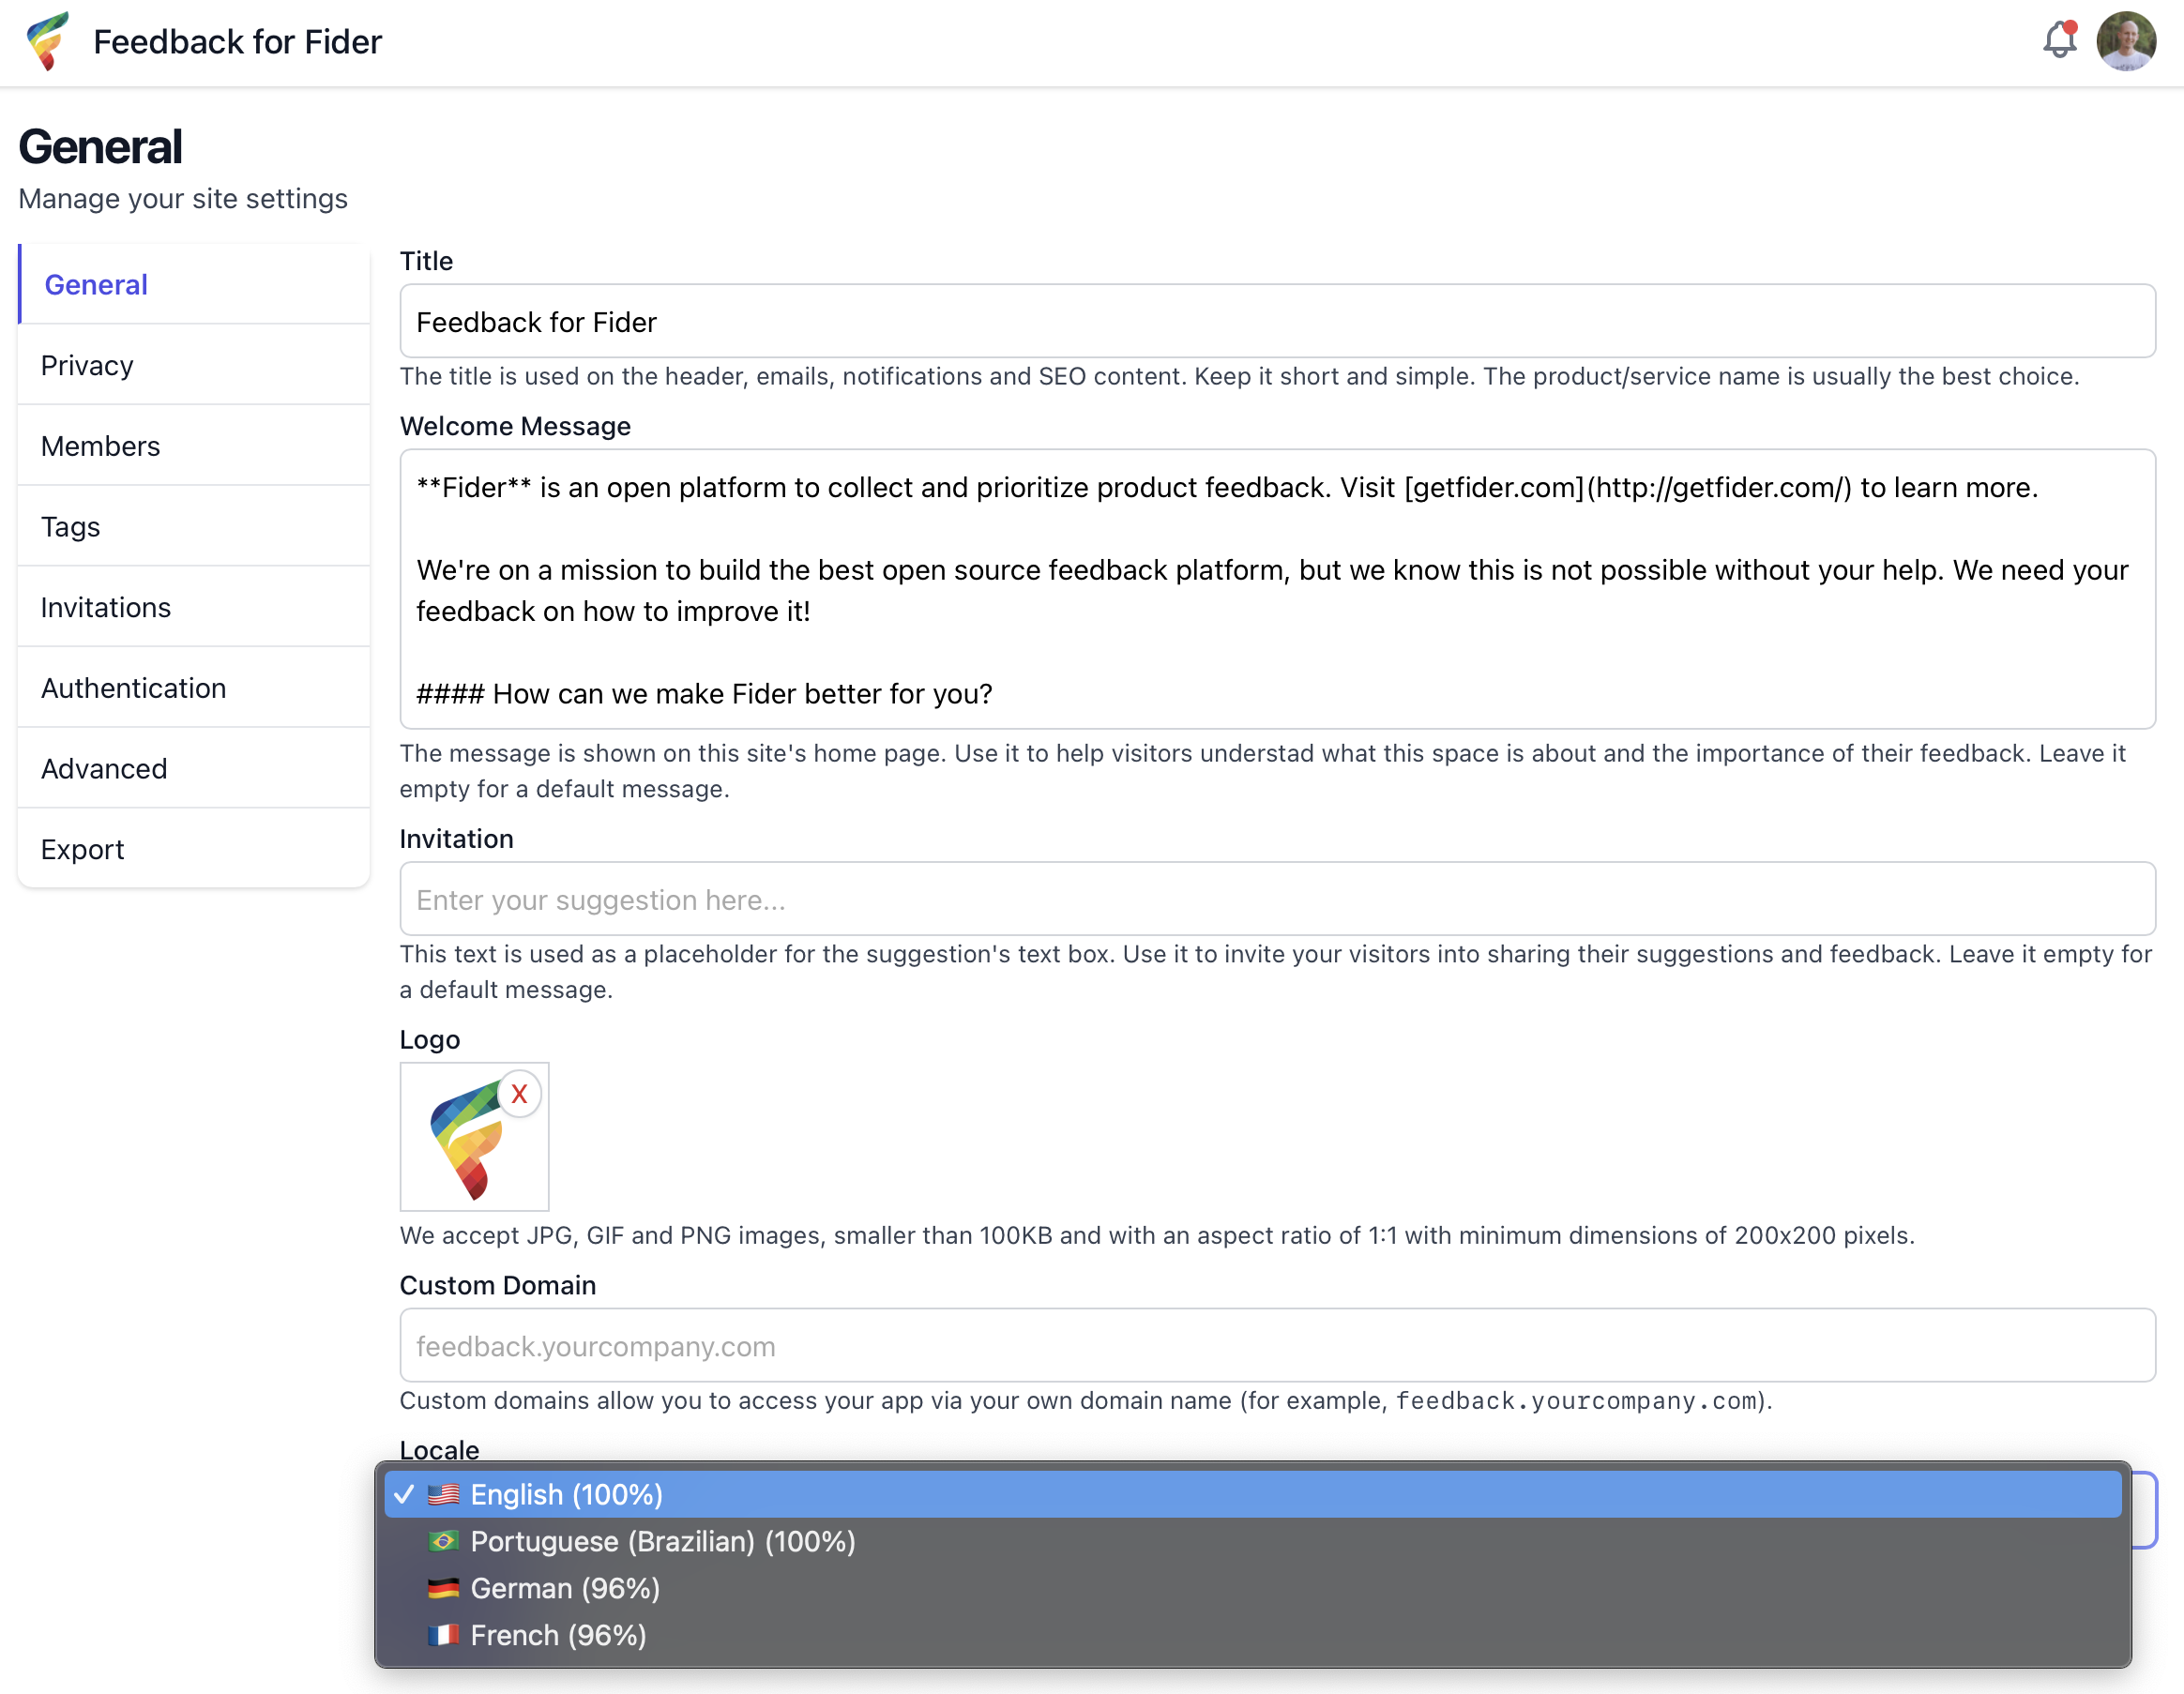 Feedback for Fider
General
Manage your site settings
General
Privacy
Members
Tags
Invitations
Authentication
Advanced
Export
Title
Feedback for Fider
The title is used on the header, emails, notifications and SEO content. Keep it short and simple. The product/service name is usually the best choice.
Welcome Message
**Fider** is an open platform to collect and prioritize product feedback. Visit [getfider.com](http://getfider.com/) to learn more.
We're on a mission to build the best open source feedback platform, but we know this is not possible without your help. We need your
feedback on how to improve it!
#### How can we make Fider better for you?
The message is shown on this site's home page. Use it to help visitors understad what this space is about and the importance of their feedback. Leave it
empty for a default message.
Invitation
Enter your suggestion here...
This text is used as a placeholder for the suggestion's text box. Use it to invite your visitors into sharing their suggestions and feedback. Leave it empty for
a default message.
Logo
X
We accept JPG, GIF and PNG images, smaller than 100KB and with an aspect ratio of 1:1 with minimum dimensions of 200x200 pixels.
Custom Domain
feedback.yourcompany.com
Custom domains allow you to access your app via your own domain name (for example, feedback.yourcompany.com).
Locale
✓ 🇺🇸 English (100%)
🇧🇷 Portuguese (Brazilian) (100%)
🇩🇪 German (96%)
🇫🇷 French (96%)